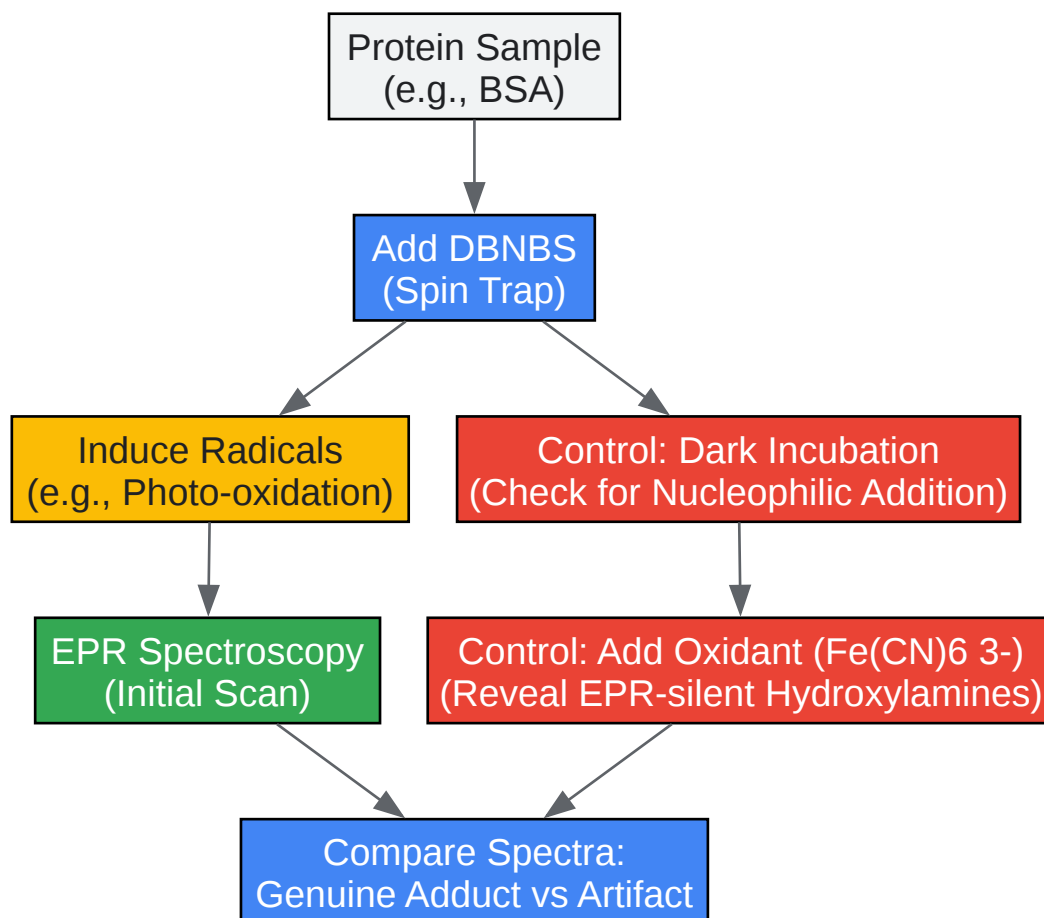 Protein Sample
(e.g., BSA)
Add DBNBS
(Spin Trap)
Induce Radicals
(e.g., Photo-oxidation)
Control: Dark Incubation
(Check for Nucleophilic Addition)
EPR Spectroscopy
(Initial Scan)
Control: Add Oxidant (Fe(CN)6 3-)
(Reveal EPR-silent Hydroxylamines)
Compare Spectra:
Genuine Adduct vs Artifact